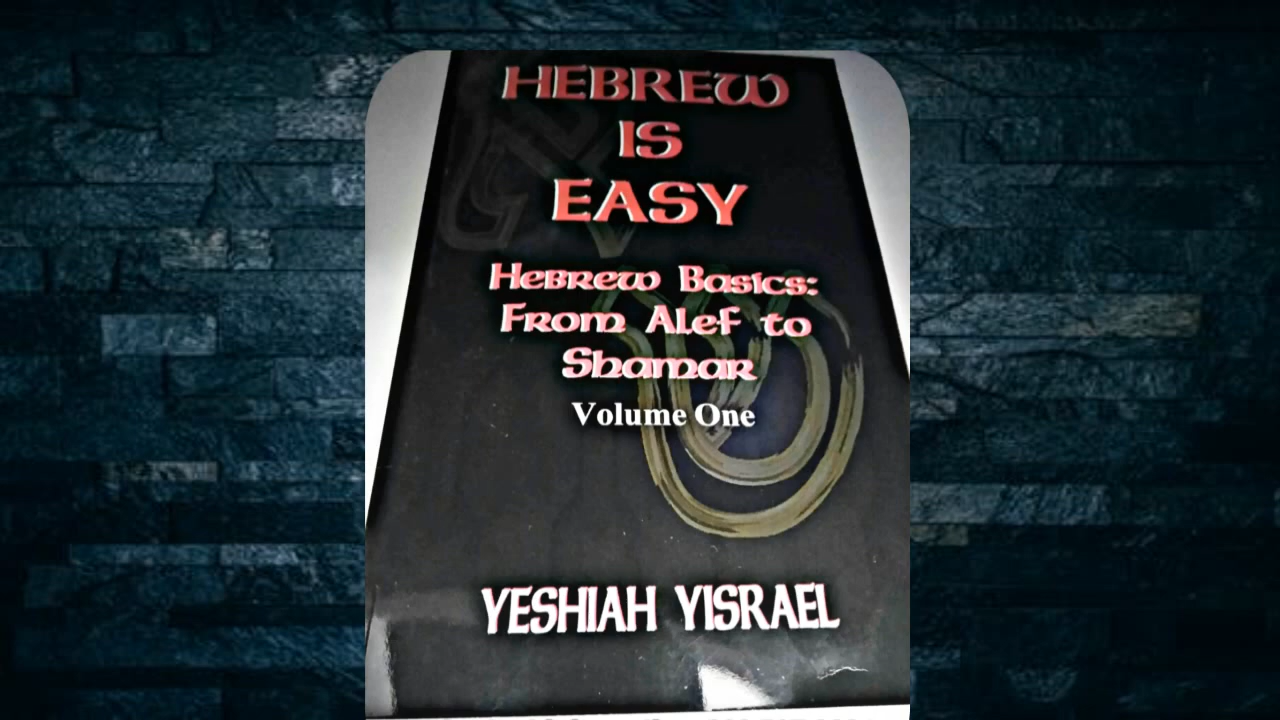 HEBREW
IS
EASY
Hebrew Basics:
From Alef to
Shamar
Volume One
YESHIAH YISRAEL